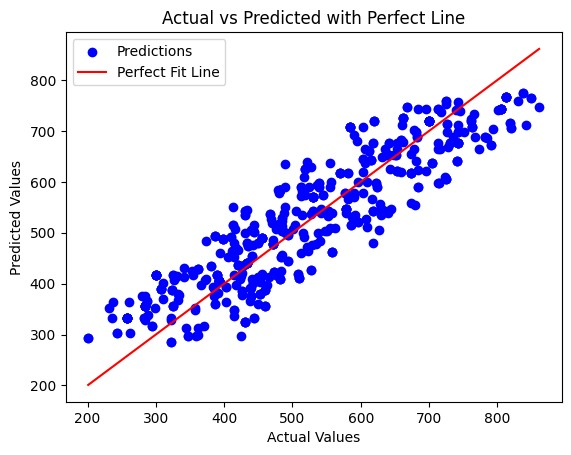 Actual vs Predicted with Perfect Line
Predictions
Perfect Fit Line
800
700
600
500
400
300
200
Predicted Values
200 300 400 500 600 700 800
Actual Values